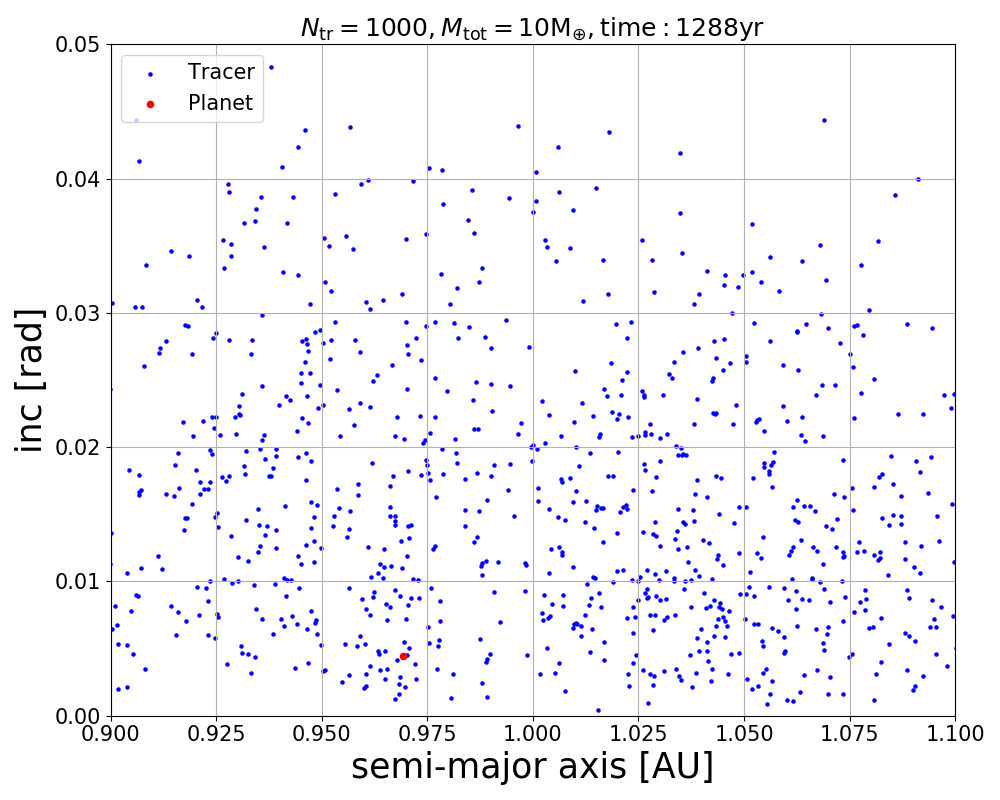 N_tr = 1000, M_tot = 10M_⊕, time : 1288yr
Tracer
Planet
0.05
0.04
0.03
0.02
0.01
0.00
inc [rad]
0.900 0.925 0.950 0.975 1.000 1.025 1.050 1.075 1.100
semi-major axis [AU]